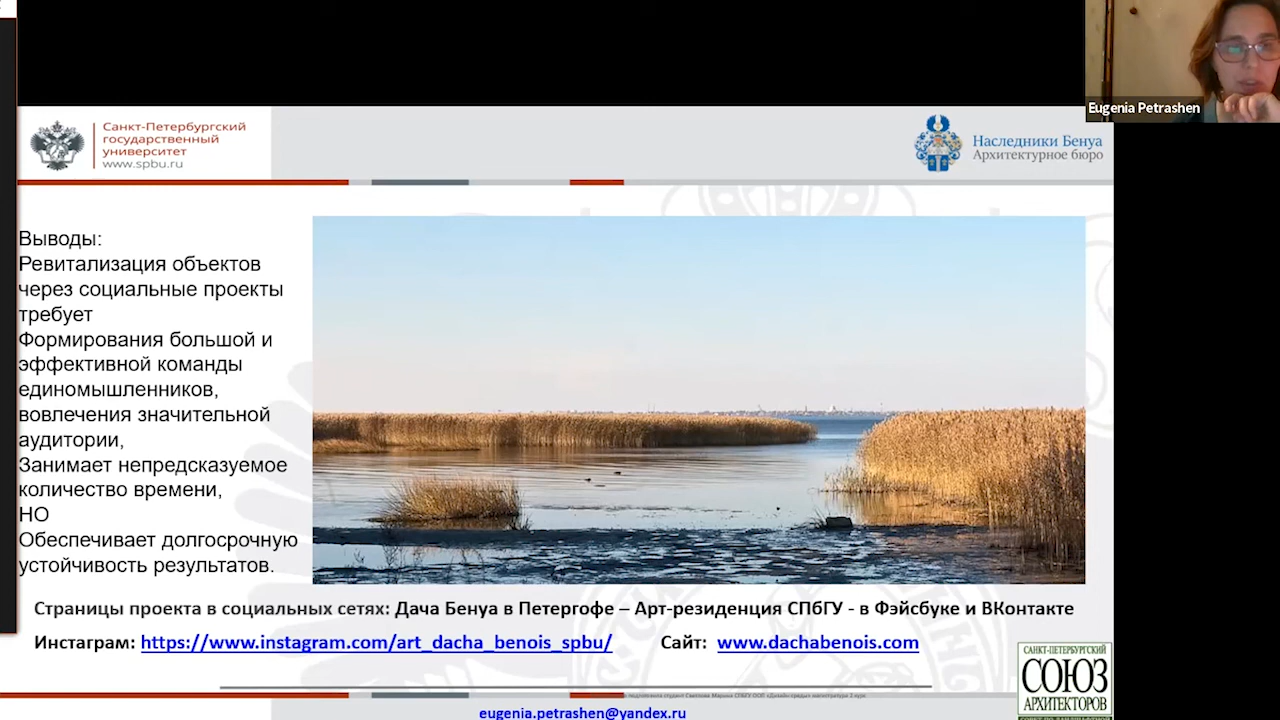 Eugenia Petrashen
Санкт-Петербургский
государственный
университет
www.spbu.ru
Наследники Бенуа
Архитектурное бюро
Выводы:
Ревитализация объектов
через социальные проекты
требует
Формирования большой и
эффективной команды
единомышленников,
вовлечения значительной
аудитории,
Занимает непредсказуемое
количество времени,
НО
Обеспечивает долгосрочную
устойчивость результатов.
Страницы проекта в социальных сетях: Дача Бенуа в Петергофе – Арт-резиденция СПбГУ - в Фэйсбуке и ВКонтакте
Инстаграм: https://www.instagram.com/art_dacha_benois_spbu/ Сайт: www.dachabenois.com
САНКТ-ПЕТЕРБУРГСКИЙ
СОЮЗ
АРХИТЕКТОРОВ
eugenia.petrashen@yandex.ru